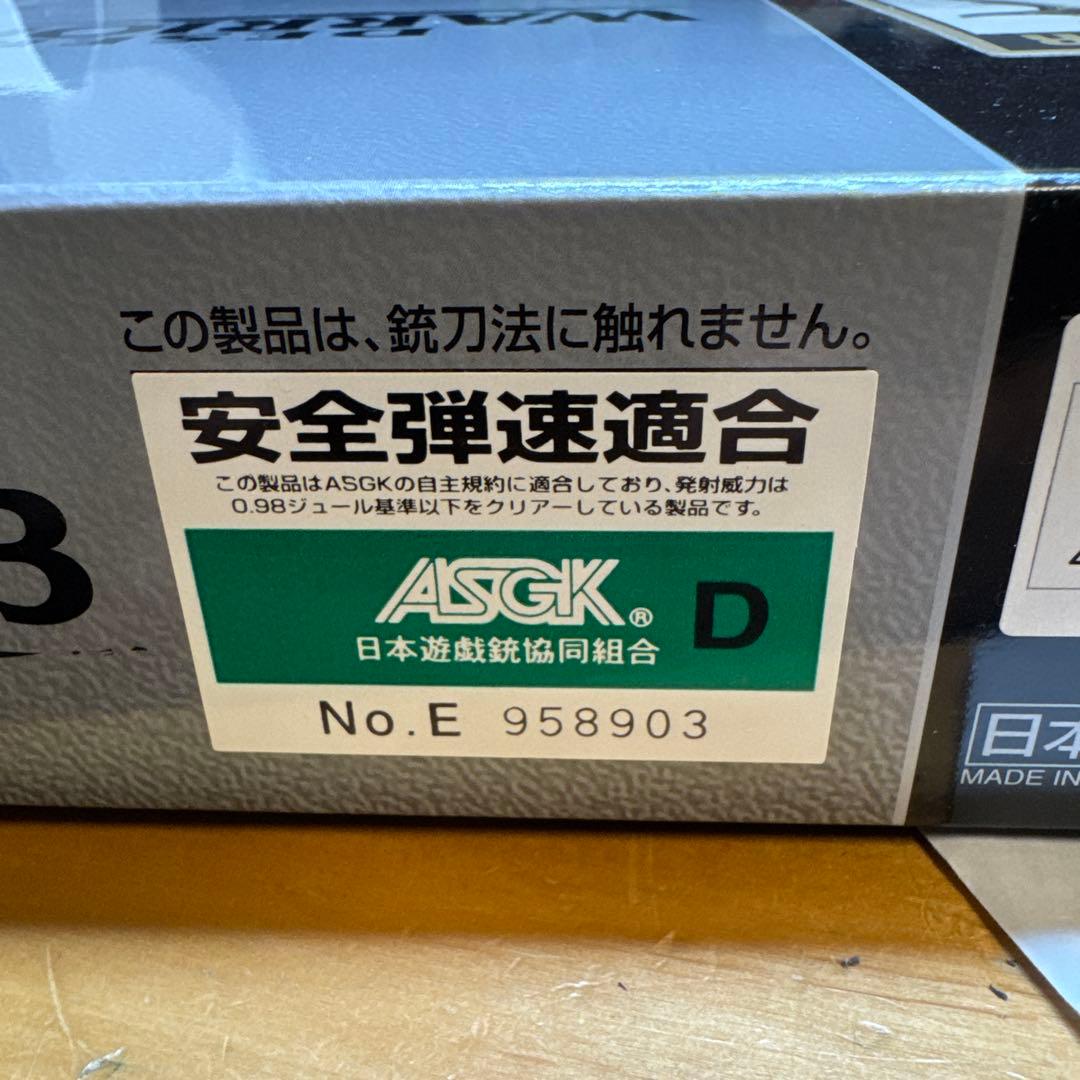 この製品は、銃刀法に触れません。
安全弾速適合
この製品はASGKの自主規約に適合しており、発射威力は
0.98ジュール基準以下をクリアーしている製品です。
ASGK® D
日本遊戯銃協同組合
No.E 958903
日本
MADE IN